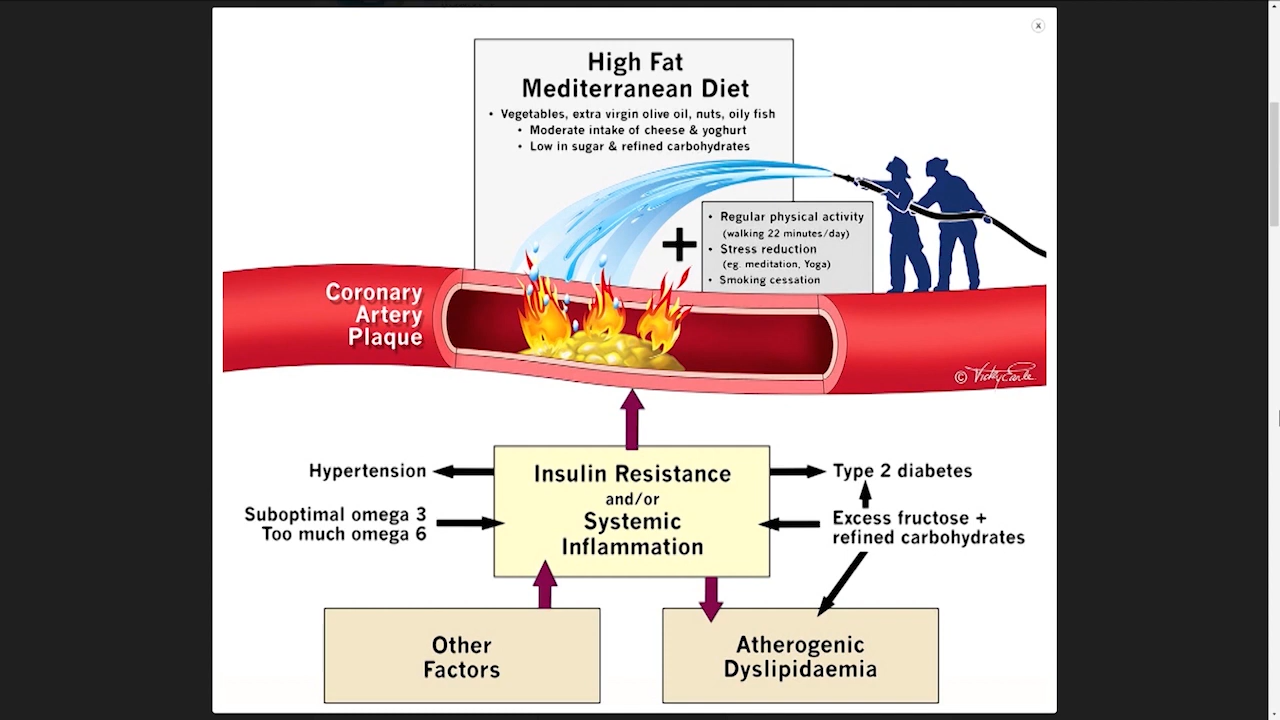 x
High Fat
Mediterranean Diet
• Vegetables, extra virgin olive oil, nuts, oily fish
• Moderate intake of cheese & yoghurt
• Low in sugar & refined carbohydrates
+
• Regular physical activity
(walking 22 minutes/day)
• Stress reduction
(eg. meditation, Yoga)
• Smoking cessation
Coronary
Artery
Plaque
© Vicky Earle
Insulin Resistance
and/or
Systemic
Inflammation
Hypertension
Suboptimal omega 3
Too much omega 6
Type 2 diabetes
Excess fructose +
refined carbohydrates
Other
Factors
Atherogenic
Dyslipidaemia